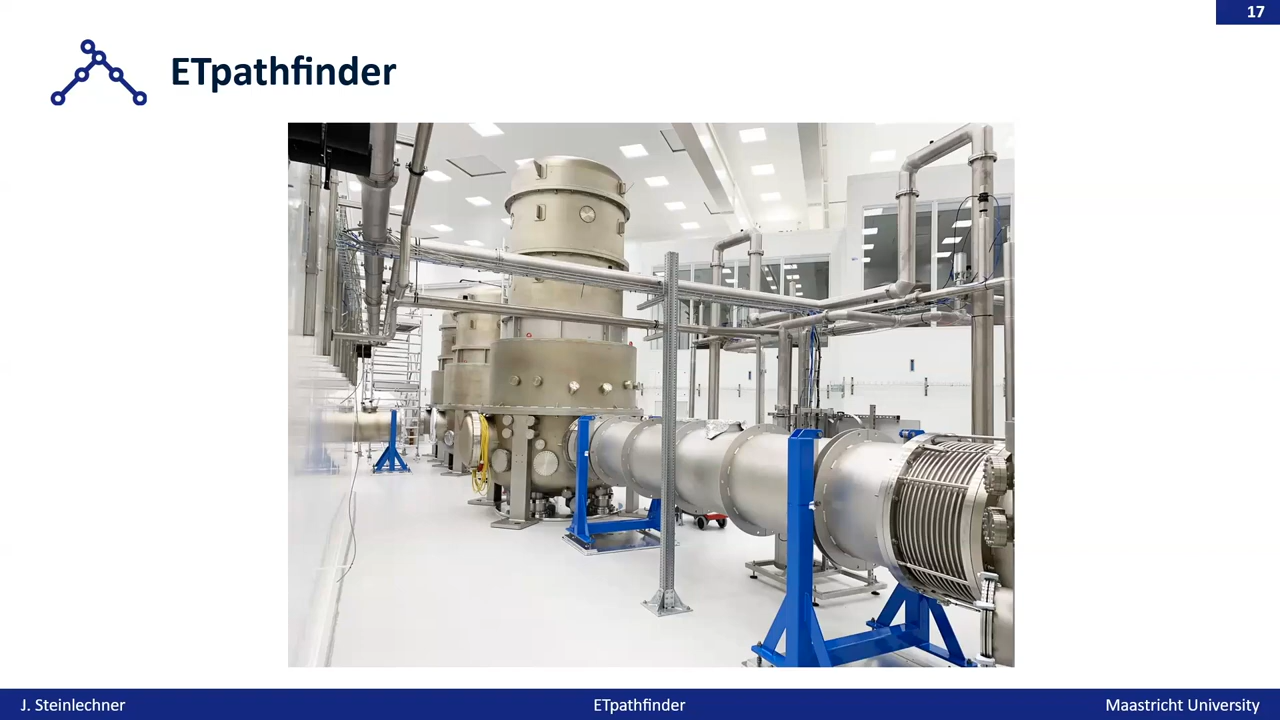 17
ETpathfinder
J. Steinlechner
ETpathfinder
Maastricht University